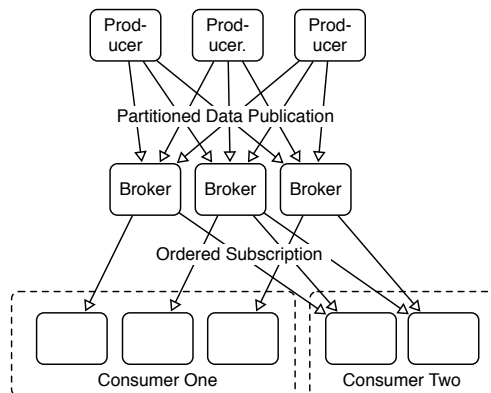 Prod-
ucer
Prod-
ucer.
Prod-
ucer
Partitioned Data Publication
Broker
Broker
Broker
Ordered Subscription
Consumer One
Consumer Two